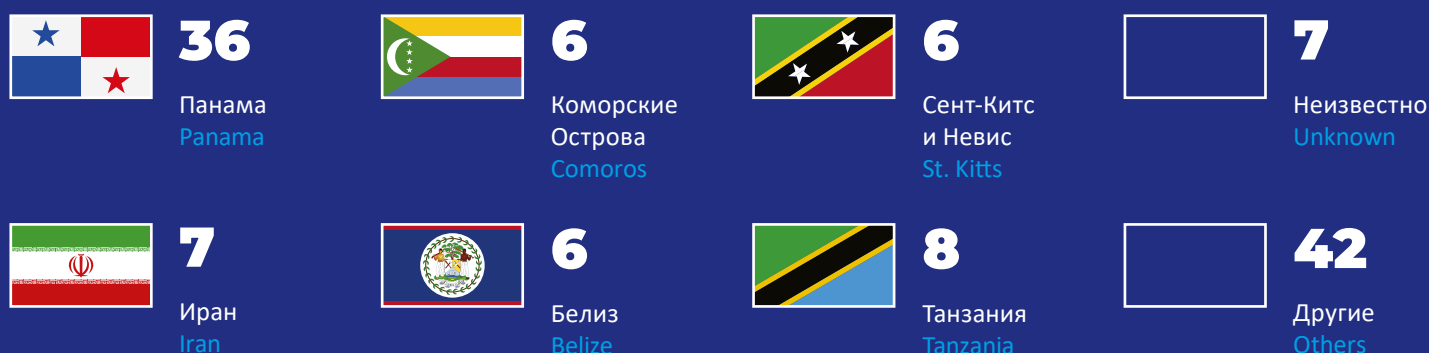 36
Панама
Panama
6
Коморские
Острова
Comoros
6
Сент-Китс
и Невис
St. Kitts
7
Неизвестно
Unknown
7
Иран
Iran
6
Белиз
Belize
8
Танзания
Tanzania
42
Другие
Others